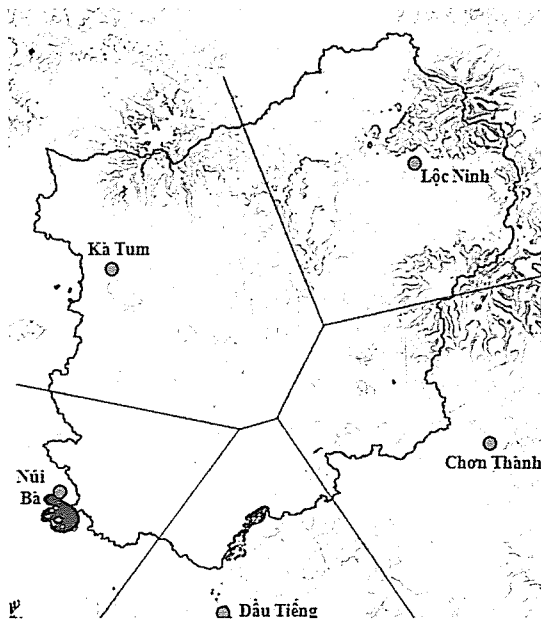 Lộc Ninh
Kà Tum
Chơn Thành
Núi
Bà
Dầu Tiếng